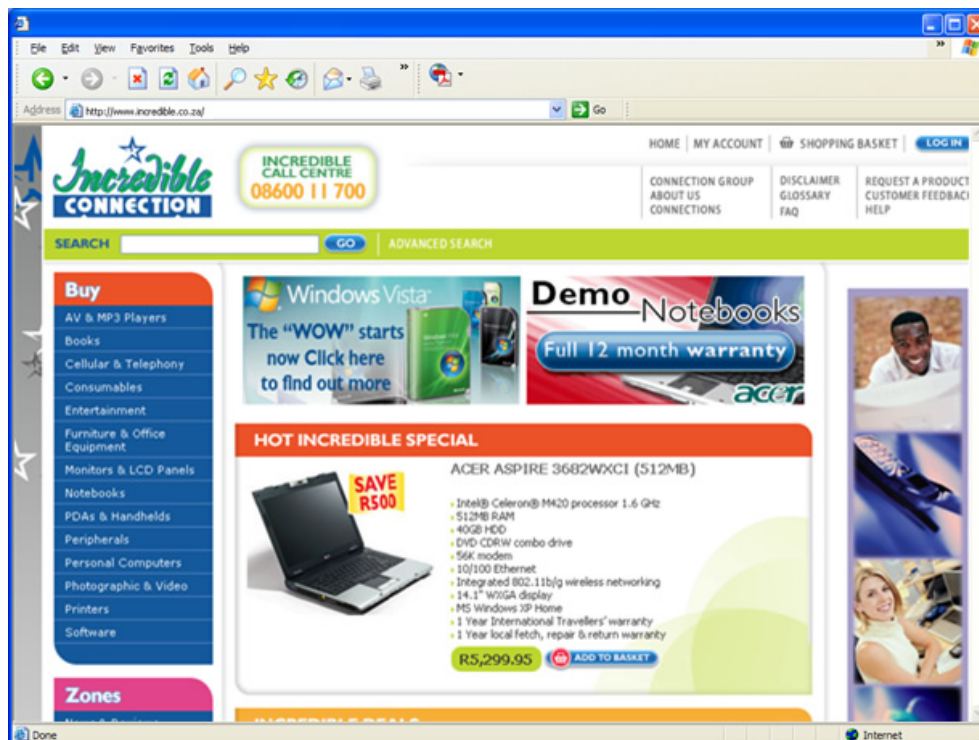 File Edit View Favorites Tools Help
Address http://www.incredible.co.za/ Go
Incredible
CONNECTION
INCREDIBLE
CALL CENTRE
08600 11 700
HOME MY ACCOUNT SHOPPING BASKET LOG IN
CONNECTION GROUP
ABOUT US
CONNECTIONS
DISCLAIMER
GLOSSARY
FAQ
REQUEST A PRODUCT
CUSTOMER FEEDBAC
HELP
SEARCH GO ADVANCED SEARCH
Buy
AV & MP3 Players
Books
Cellular & Telephony
Consumables
Entertainment
Furniture & Office
Equipment
Monitors & LCD Panels
Notebooks
PDAs & Handhelds
Peripherals
Personal Computers
Photographic & Video
Printers
Software
Zones
Windows Vista
The "WOW" starts
now Click here
to find out more
Demo
Notebooks
Full 12 month warranty
acer
HOT INCREDIBLE SPECIAL
SAVE
R500
ACER ASPIRE 3682WXCI (512MB)
Intel® Celeron® M420 processor 1.6 GHz
512MB RAM
40GB HDD
DVD CDRW combo drive
56K modem
10/100 Ethernet
Integrated 802.11b/g wireless networking
14.1" WXGA display
MS Windows XP Home
1 Year International Travellers' warranty
1 Year local fetch, repair & return warranty
R5,299.95 ADD TO BASKET
INCREDIBLE DEALS
Done Internet